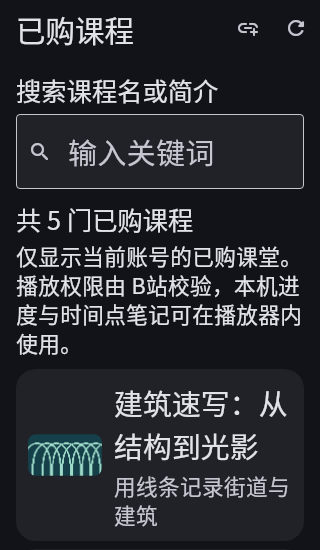 已购课程
搜索课程名或简介
输入关键词
共 5 门已购课程
仅显示当前账号的已购课堂。
播放权限由 B站校验，本机进
度与时间点笔记可在播放器内
使用。
建筑速写：从
结构到光影
用线条记录街道与
建筑